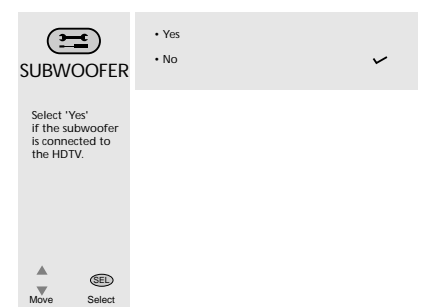 SUBWOOFER
• Yes
• No
Select 'Yes'
if the subwoofer
is connected to
the HDTV.
SEL
Move Select